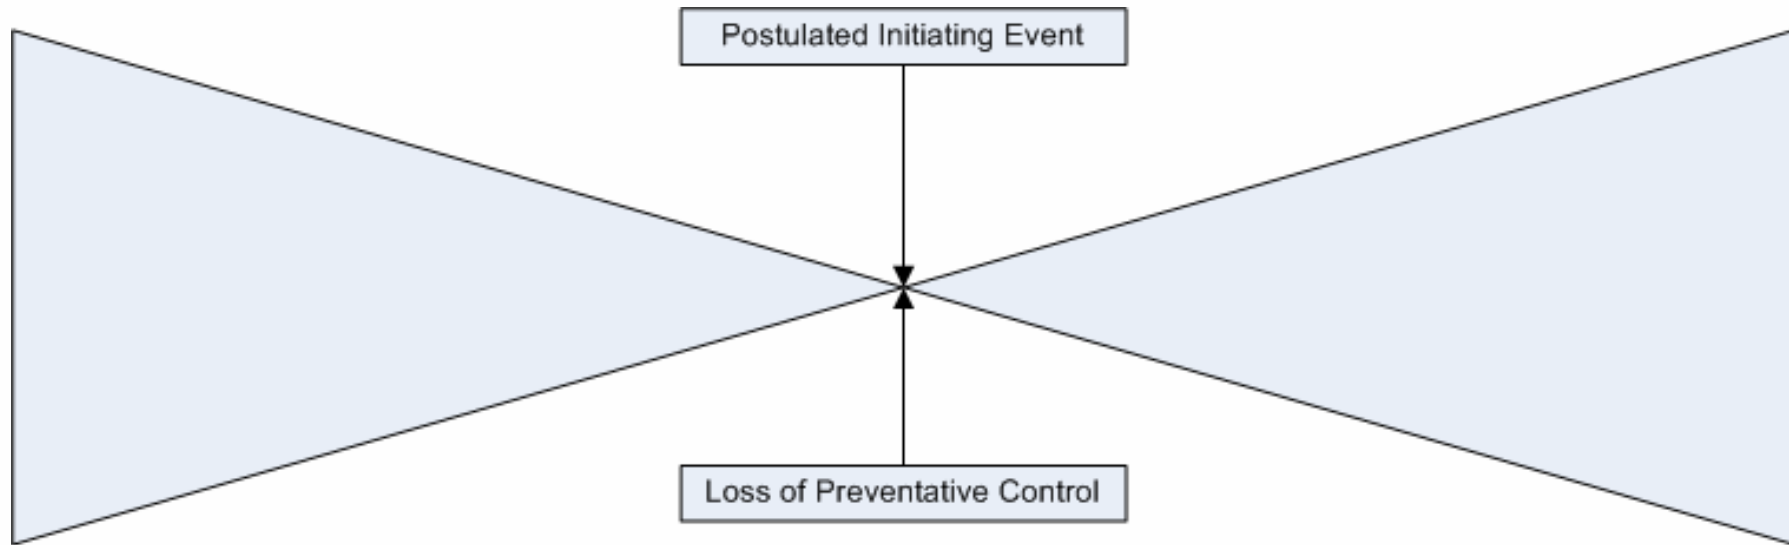 Postulated Initiating Event
Loss of Preventative Control